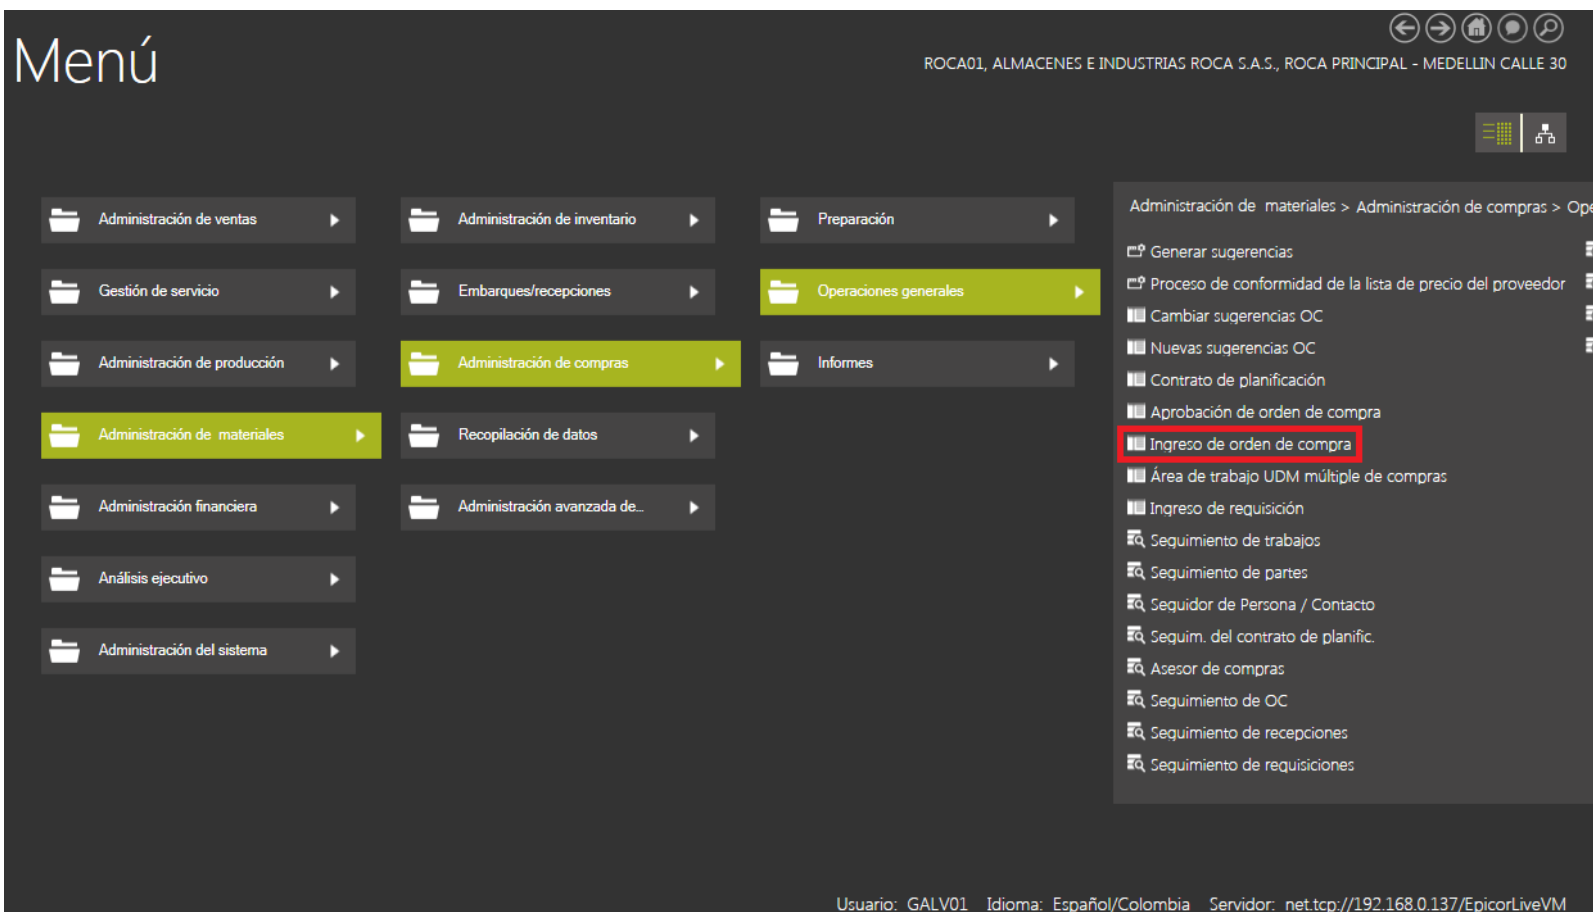 Menú
ROCA01, ALMACENES E INDUSTRIAS ROCA S.A.S., ROCA PRINCIPAL - MEDELLIN CALLE 30
Administración de ventas
Gestión de servicio
Administración de producción
Administración de materiales
Administración financiera
Análisis ejecutivo
Administración del sistema
Administración de inventario
Embarques/recepciones
Administración de compras
Recopilación de datos
Administración avanzada de...
Preparación
Operaciones generales
Informes
Administración de materiales > Administración de compras > Ope
Generar sugerencias
Proceso de conformidad de la lista de precio del proveedor
Cambiar sugerencias OC
Nuevas sugerencias OC
Contrato de planificación
Aprobación de orden de compra
Ingreso de orden de compra
Área de trabajo UDM múltiple de compras
Ingreso de requisición
Seguimiento de trabajos
Seguimiento de partes
Seguidor de Persona / Contacto
Seguim. del contrato de planific.
Asesor de compras
Seguimiento de OC
Seguimiento de recepciones
Seguimiento de requisiciones
Usuario: GALV01 Idioma: Español/Colombia Servidor: net.tcp://192.168.0.137/EpicorLiveVM